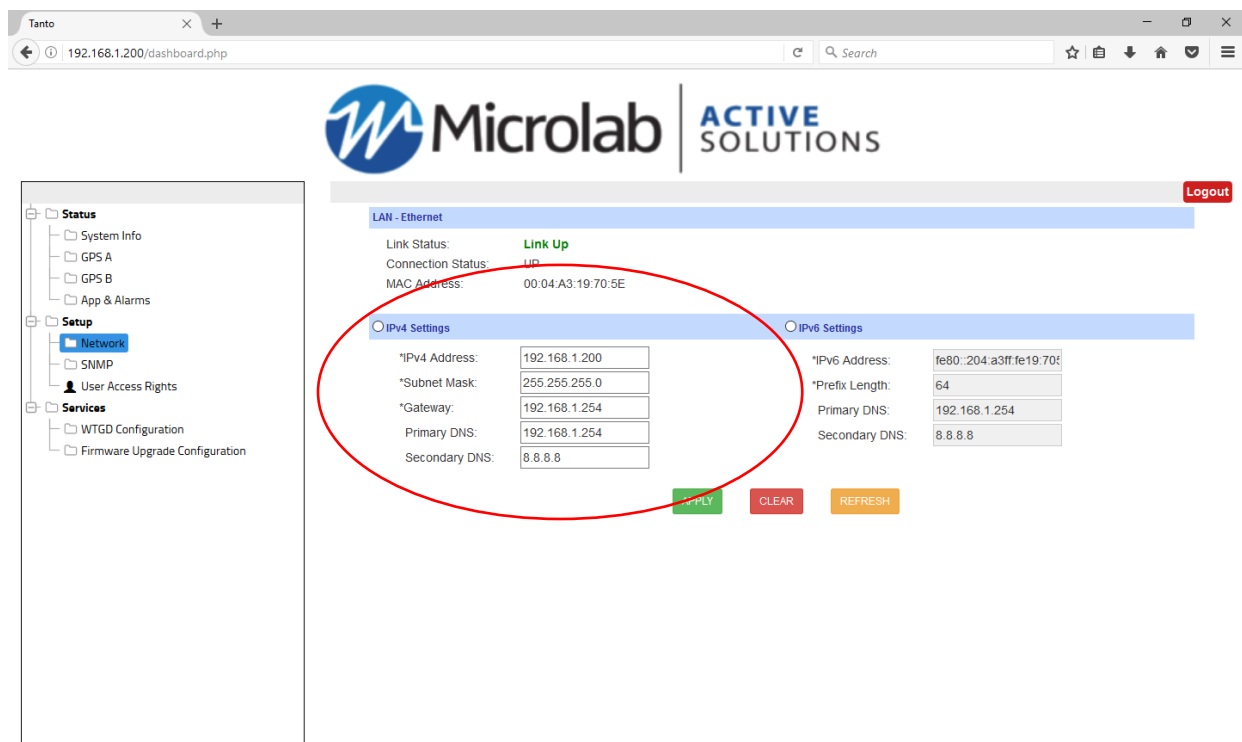 Tanto
192.168.1.200/dashboard.php
Search
Microlab
ACTIVE
SOLUTIONS
Logout
Status
System Info
GPS A
GPS B
App & Alarms
Setup
Network
SNMP
User Access Rights
Services
WTGD Configuration
Firmware Upgrade Configuration
LAN - Ethernet
Link Status: Link Up
Connection Status: UP
MAC Address: 00:04:A3:19:70:5E
IPv4 Settings
*IPv4 Address: 192.168.1.200
*Subnet Mask: 255.255.255.0
*Gateway: 192.168.1.254
Primary DNS: 192.168.1.254
Secondary DNS: 8.8.8.8
IPv6 Settings
*IPv6 Address: fe80::204:a3ff:fe19:705
*Prefix Length: 64
Primary DNS: 192.168.1.254
Secondary DNS: 8.8.8.8
APPLY
CLEAR
REFRESH